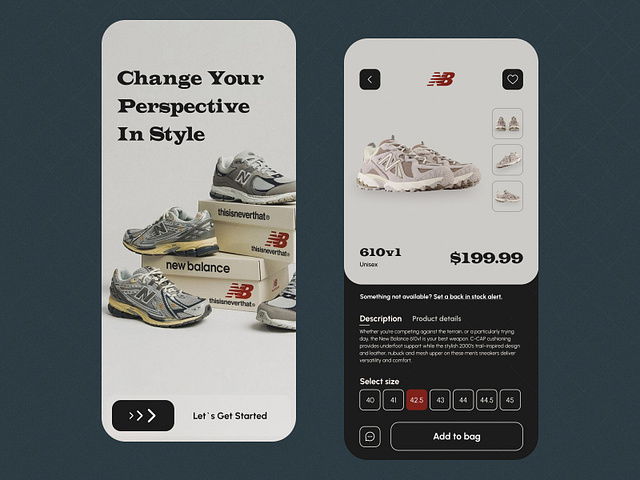 Change Your
Perspective
In Style
thisisneverthat®
thisisneverthat®
new balance
thisisneverthat®
Let`s Get Started
610v1
Unisex
$199.99
Something not available? Set a back in stock alert.
Description
Product details
Whether you're competing against the terrain, or a particularly trying
day, the New Balance 610v1 is your best weapon. C-CAP cushioning
provides underfoot support while the stylish 2000's trail-inspired design
and leather, nubuck and mesh upper on these men's sneakers deliver
versatility and comfort.
Select size
40 41 42.5 43 44 44.5 45
Add to bag